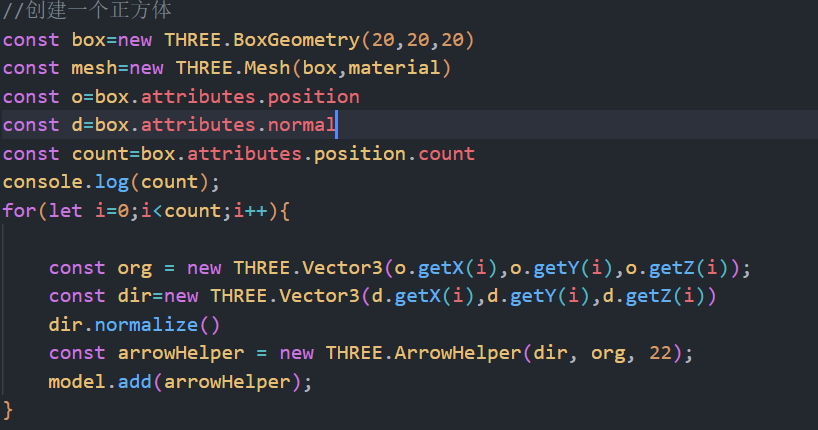 //创建一个正方体
const box=new THREE.BoxGeometry(20,20,20)
const mesh=new THREE.Mesh(box,material)
const o=box.attributes.position
const d=box.attributes.normal
const count=box.attributes.position.count
console.log(count);
for(let i=0;i<count;i++){
const org = new THREE.Vector3(o.getX(i),o.getY(i),o.getZ(i));
const dir=new THREE.Vector3(d.getX(i),d.getY(i),d.getZ(i))
dir.normalize()
const arrowHelper = new THREE.ArrowHelper(dir, org, 22);
model.add(arrowHelper);
}